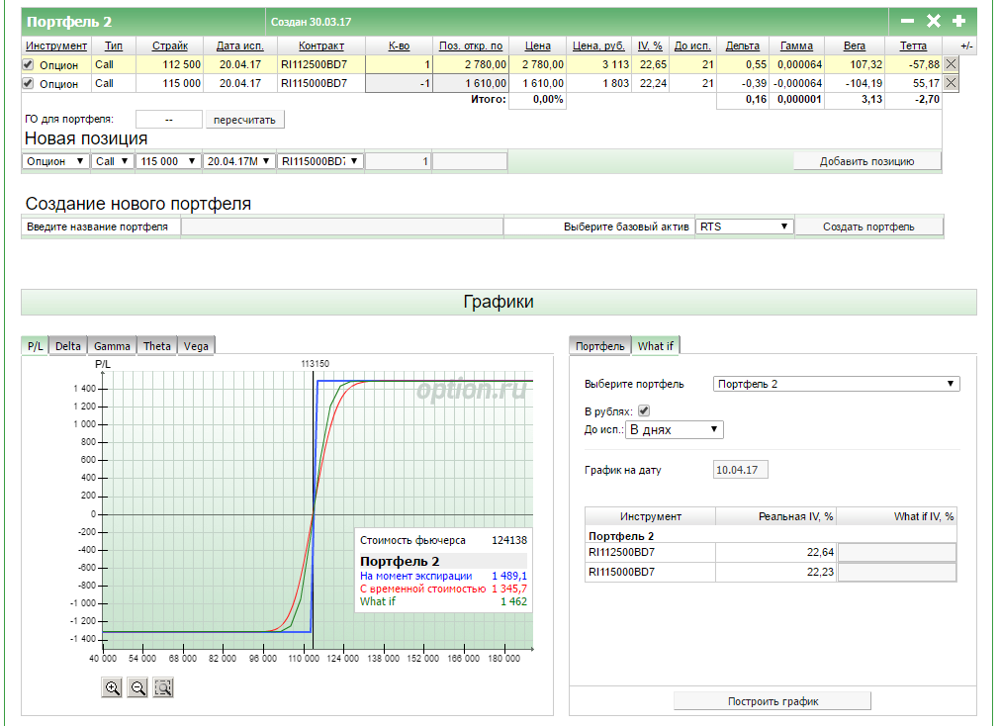 Портфель 2 Создан 30.03.17
Инструмент Тип Страйк Дата исп. Контракт К-во Поз. откр. по Цена Цена, руб. IV, % До исп. Дельта Гамма Вега Тетта +/-
Опцион Call 112 500 20.04.17 RI112500BD7 1 2 780,00 2 780,00 3 113 22,65 21 0,55 0,000064 107,32 -57,88
Опцион Call 115 000 20.04.17 RI115000BD7 -1 1 610,00 1 610,00 1 803 22,24 21 -0,39 -0,000064 -104,19 55,17
Итого: 0,00% 0,16 0,000001 3,13 -2,70
ГО для портфеля: -- пересчитать
Новая позиция
Опцион Call 115 000 20.04.17M RI115000BD7 1 Добавить позицию
Создание нового портфеля
Введите название портфеля Выберите базовый актив RTS Создать портфель
Графики
P/L Delta Gamma Theta Vega
P/L 113150
option.ru
1 400
1 200
1 000
800
600
400
200
0
-200
-400
-600
-800
-1 000
-1 200
-1 400
40 000 54 000 68 000 82 000 96 000 110 000 124 000 138 000 152 000 166 000 180 000
Стоимость фьючерса 124138
Портфель 2
На момент экспирации 1 489,1
С временной стоимостью 1 345,7
What if 1 462
Портфель What if
Выберите портфель Портфель 2
В рублях:
До исп.: В днях
График на дату 10.04.17
Инструмент Реальная IV, % What if IV, %
Портфель 2
RI112500BD7 22,64
RI115000BD7 22,23
Построить график